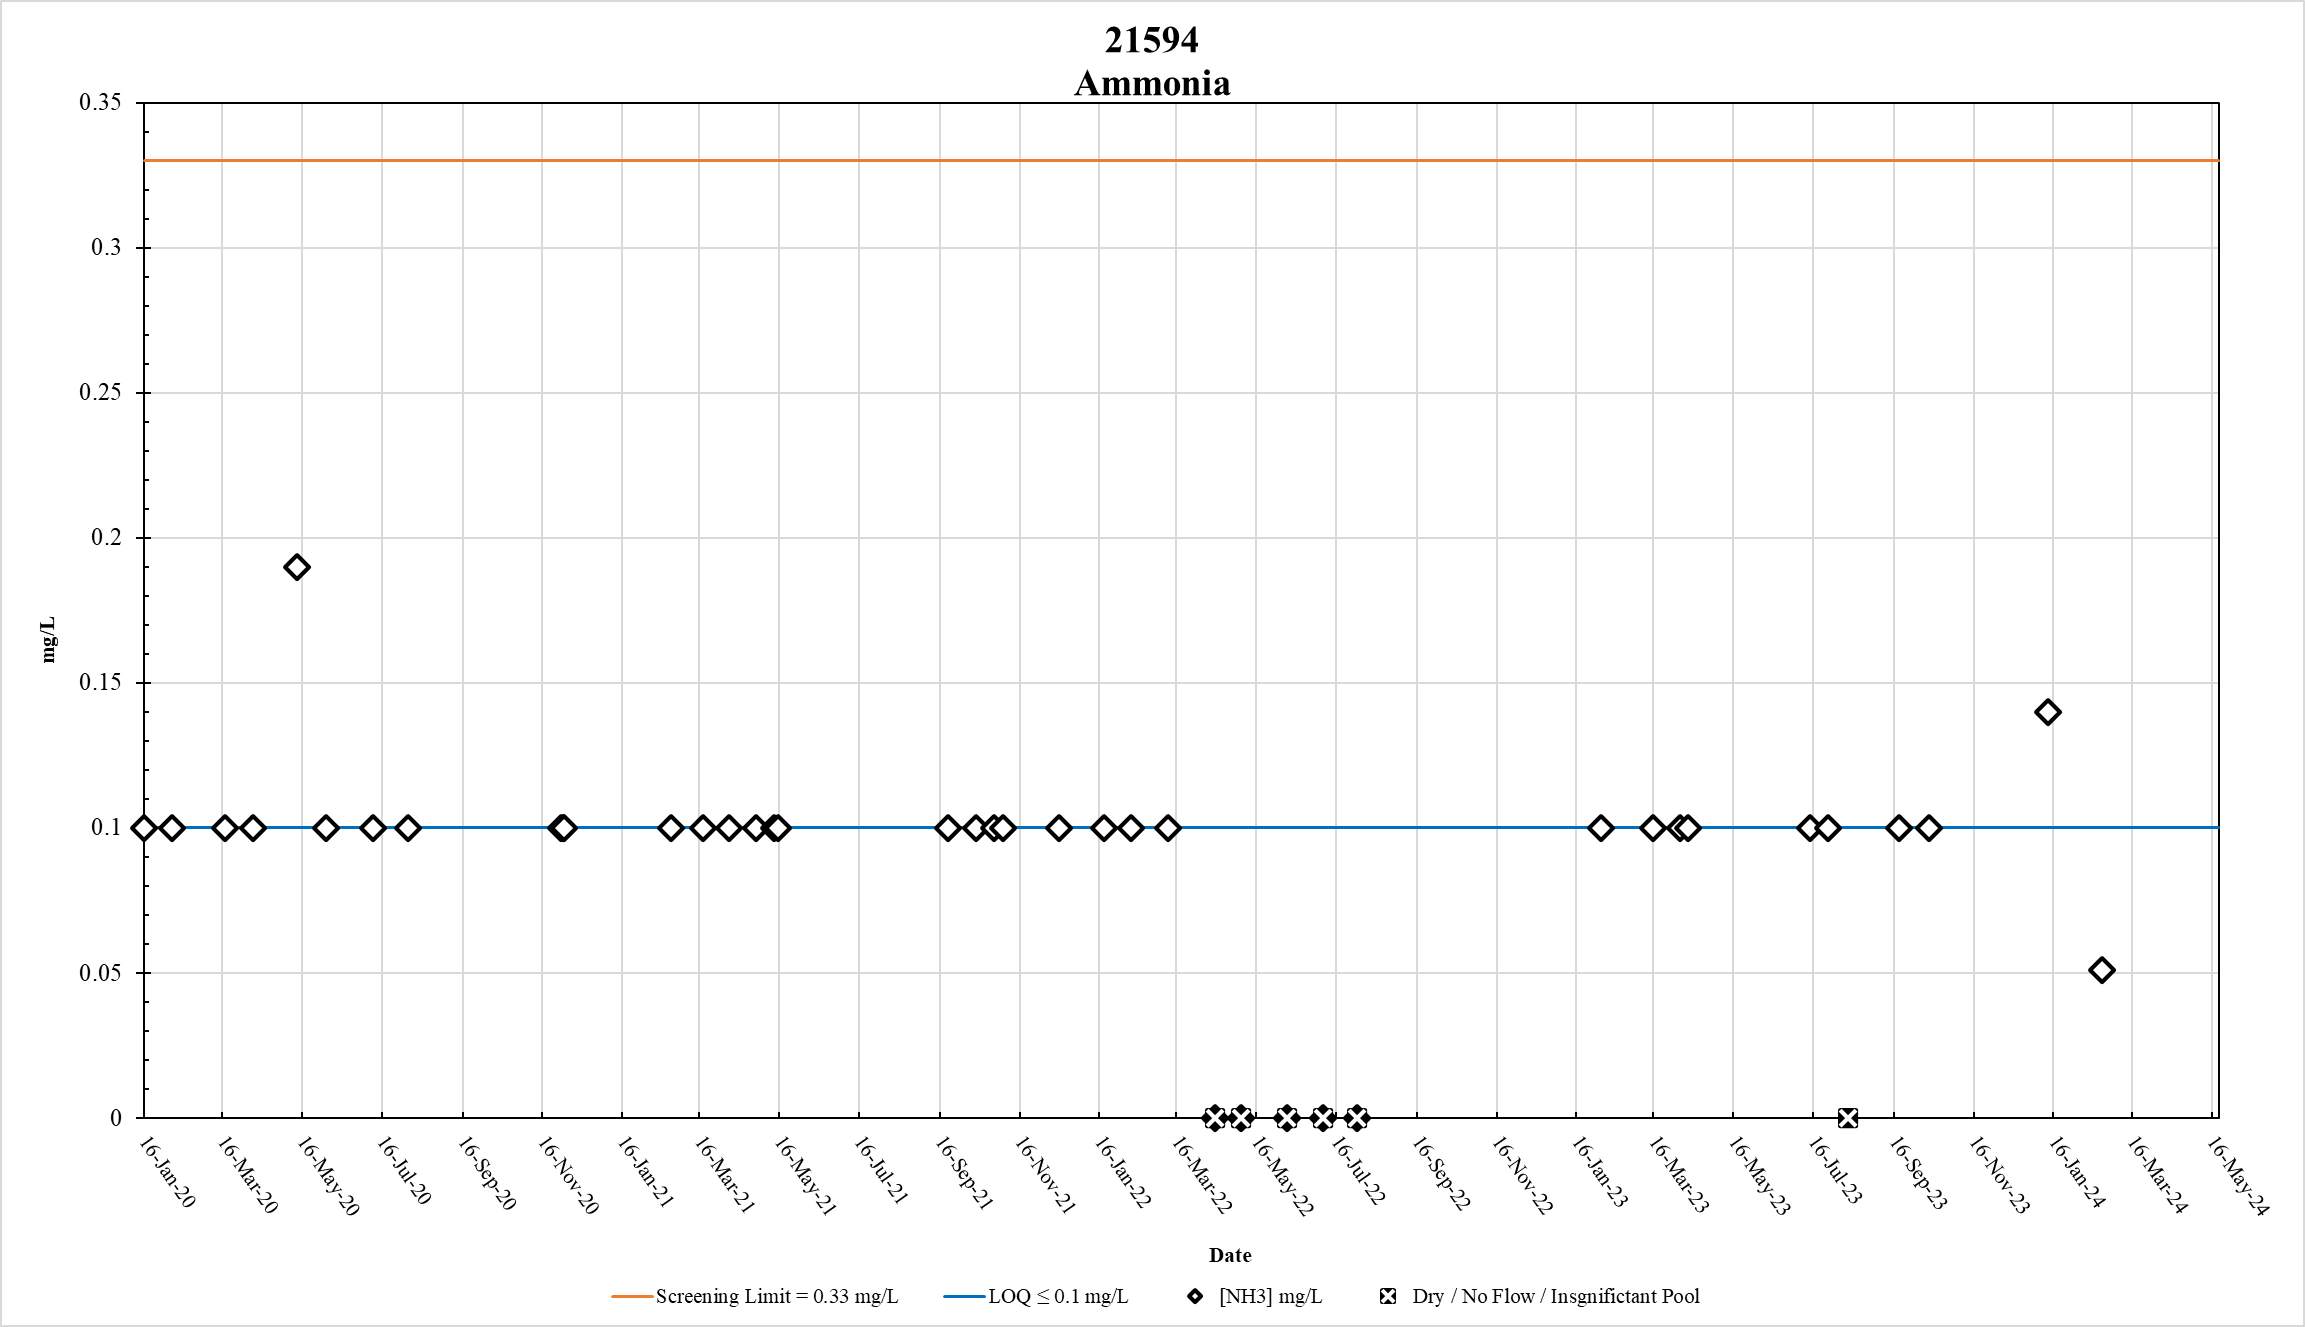 21594
Ammonia
0.35
0.3
0.25
0.2
0.15
0.1
0.05
0
mg/L
16-Jan-20
16-Mar-20
16-May-20
16-Jul-20
16-Sep-20
16-Nov-20
16-Jan-21
16-Mar-21
16-May-21
16-Jul-21
16-Sep-21
16-Nov-21
16-Jan-22
16-Mar-22
16-May-22
16-Jul-22
16-Sep-22
16-Nov-22
16-Jan-23
16-Mar-23
16-May-23
16-Jul-23
16-Sep-23
16-Nov-23
16-Jan-24
16-Mar-24
16-May-24
Date
Screening Limit = 0.33 mg/L
LOQ ≤ 0.1 mg/L
[NH3] mg/L
Dry / No Flow / Insgnifictant Pool